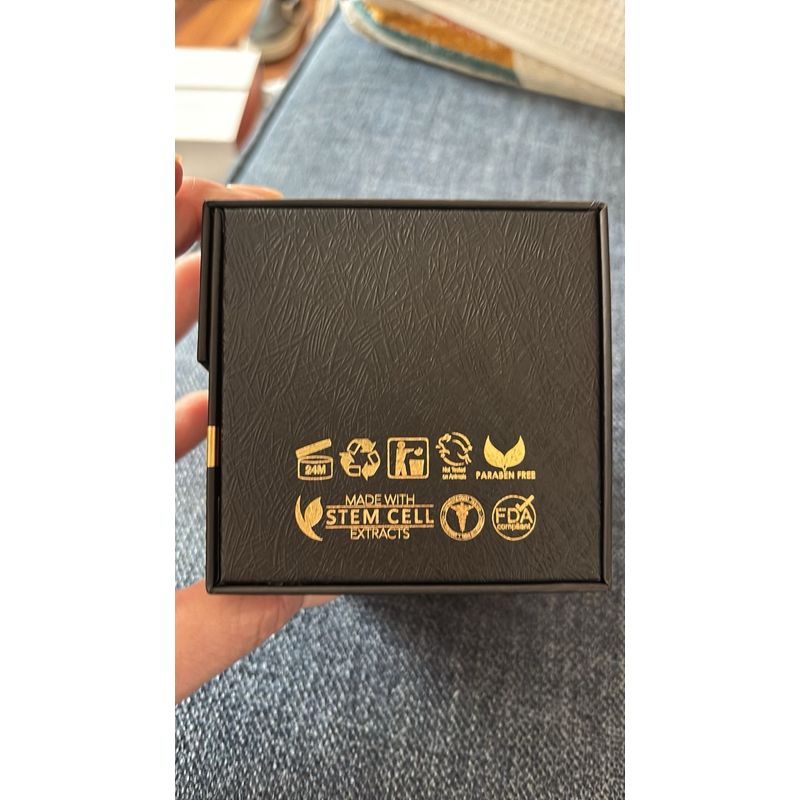 24M
Not Tested
on Animals
PARABEN FREE
MADE WITH
STEM CELL
EXTRACTS
FDA
compliant